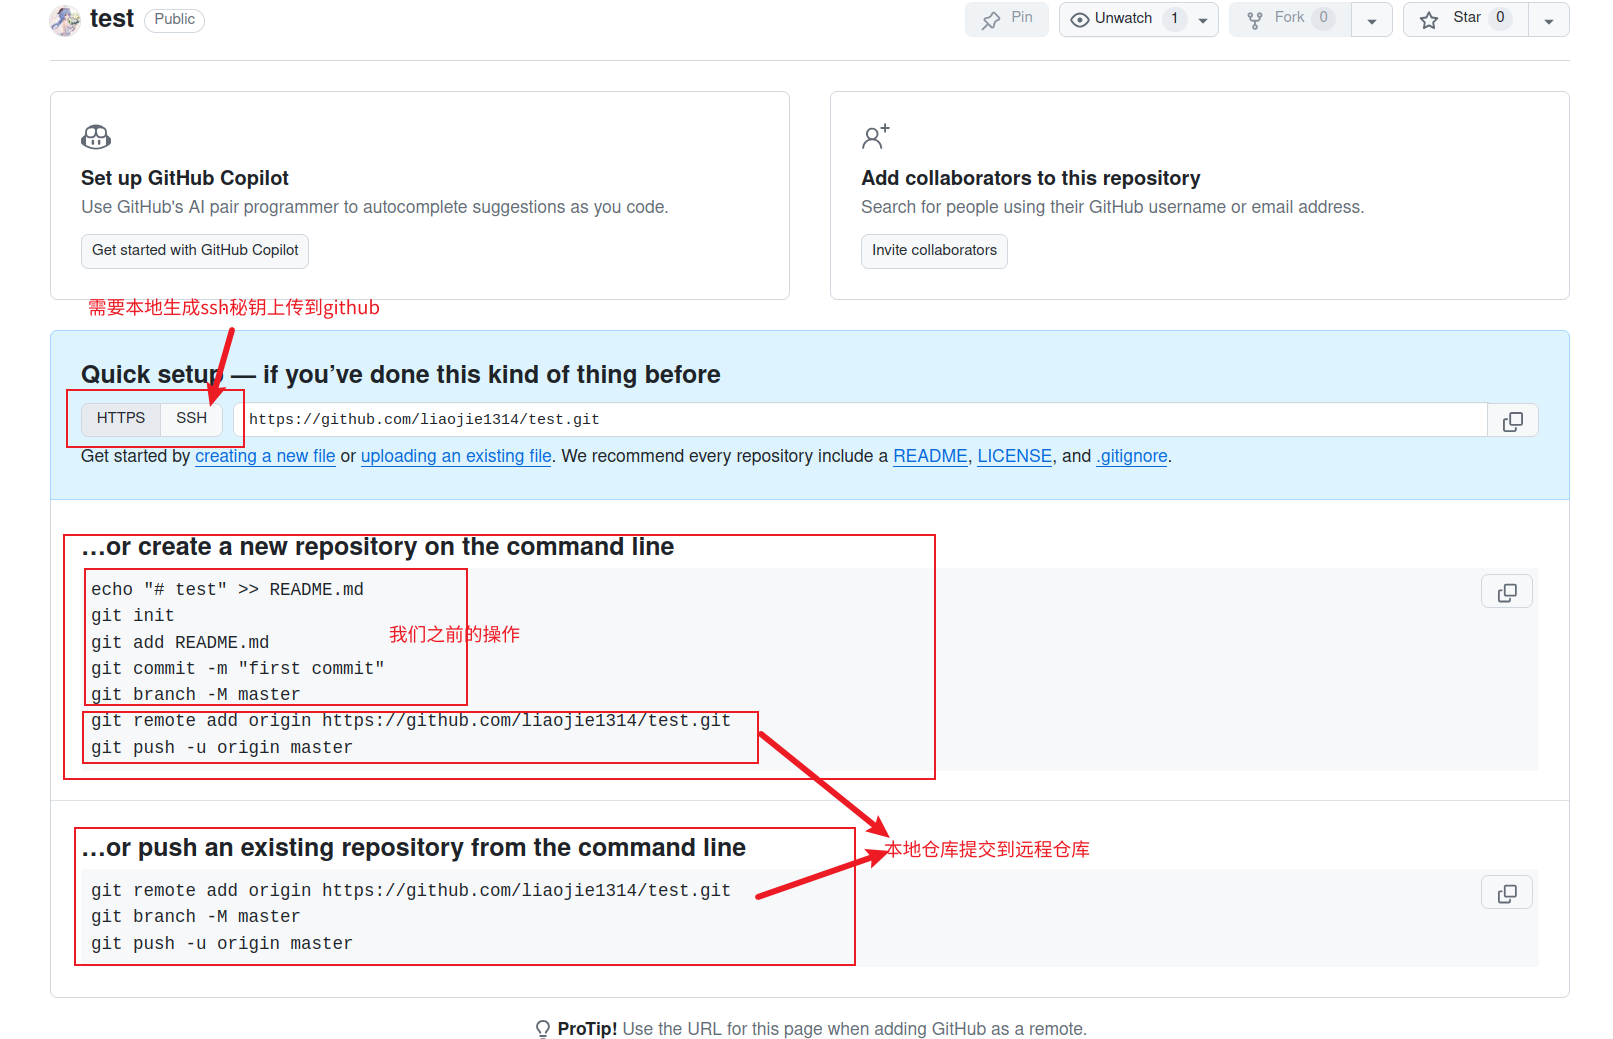 test Public
Pin Unwatch 1 Fork 0 Star 0
Set up GitHub Copilot
Use GitHub's AI pair programmer to autocomplete suggestions as you code.
Get started with GitHub Copilot
Add collaborators to this repository
Search for people using their GitHub username or email address.
Invite collaborators
需要本地生成ssh秘钥上传到github
Quick setup — if you’ve done this kind of thing before
HTTPS SSH https://github.com/liaojie1314/test.git
Get started by creating a new file or uploading an existing file. We recommend every repository include a README, LICENSE, and .gitignore.
…or create a new repository on the command line
echo "# test" >> README.md
git init
git add README.md
我们之前的操作
git commit -m "first commit"
git branch -M master
git remote add origin https://github.com/liaojie1314/test.git
git push -u origin master
…or push an existing repository from the command line
本地仓库提交到远程仓库
git remote add origin https://github.com/liaojie1314/test.git
git branch -M master
git push -u origin master
ProTip! Use the URL for this page when adding GitHub as a remote.